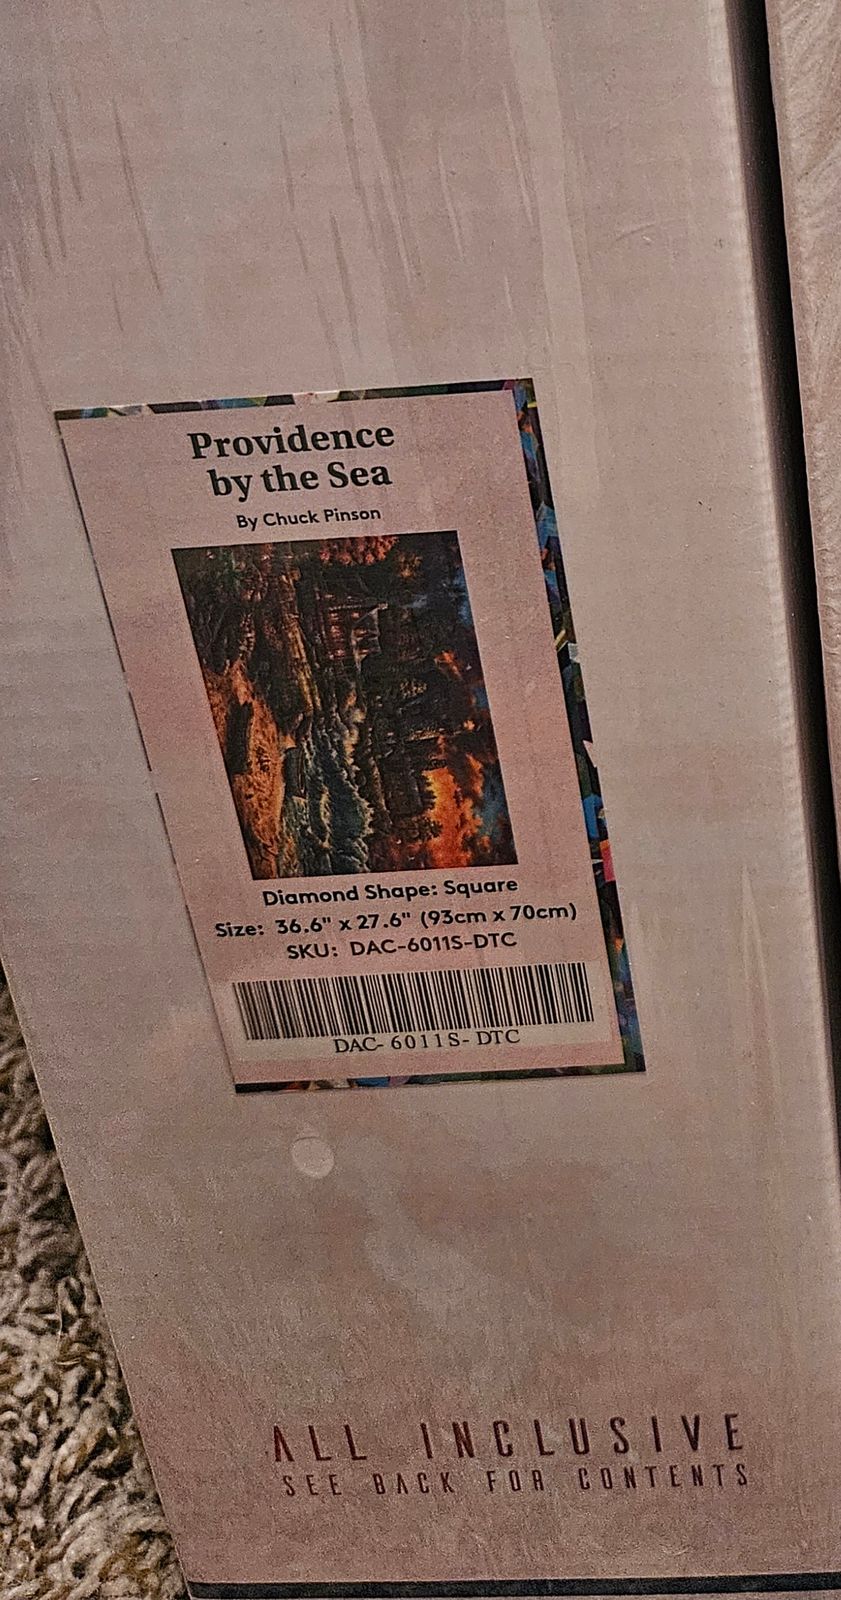 Providence
by the Sea
By Chuck Pinson
Diamond Shape: Square
Size: 36.6" x 27.6" (93cm x 70cm)
SKU: DAC-6011S-DTC
DAC- 6011S- DTC
ALL INCLUSIVE
SEE BACK FOR CONTENTS